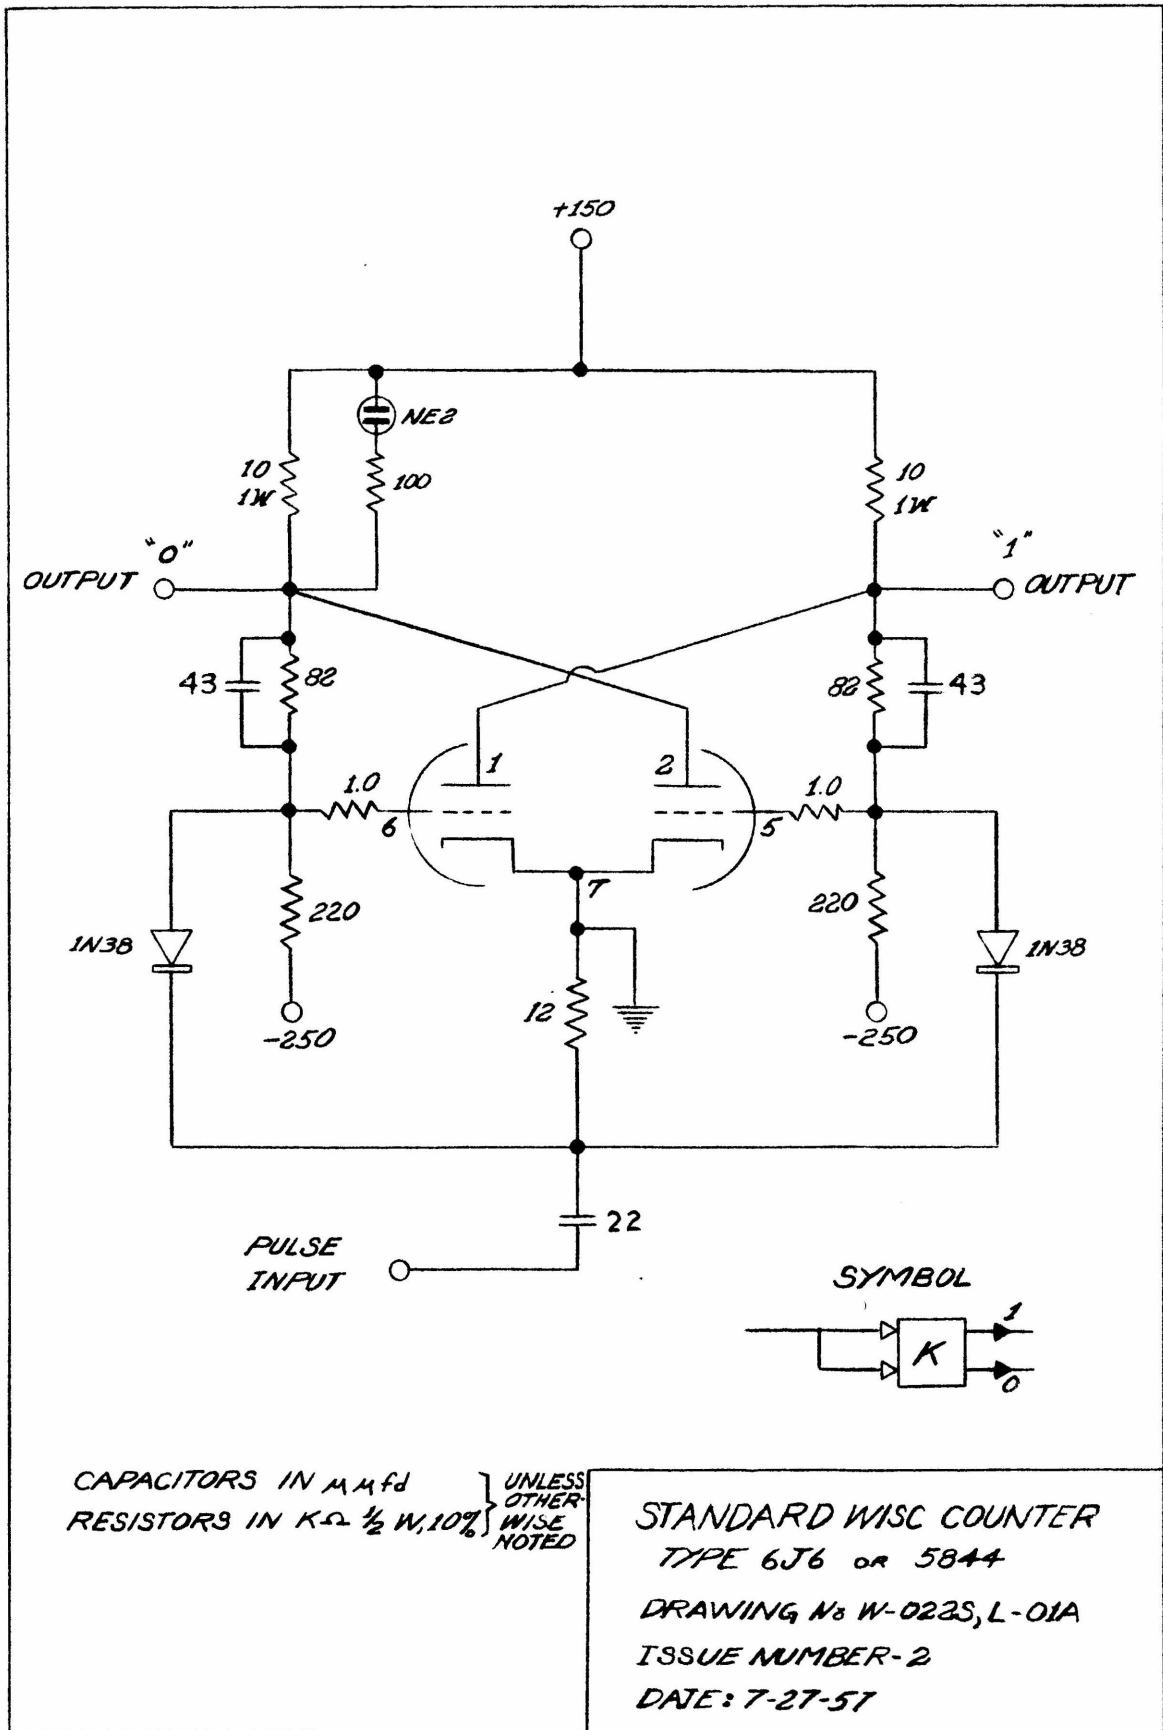 +150
NE2
10
1W
100
10
1W
"0"
OUTPUT
"1"
OUTPUT
43
82
82
43
1
2
1.0
6
1.0
5
7
220
220
1N38
1N38
12
-250
-250
22
PULSE
INPUT
SYMBOL
1
K
0
CAPACITORS IN μμfd
RESISTORS IN KΩ ½ W, 10%
UNLESS
OTHER-
WISE
NOTED
STANDARD WISC COUNTER
TYPE 6J6 OR 5844
DRAWING No W-022S, L-01A
ISSUE NUMBER-2
DATE: 7-27-57